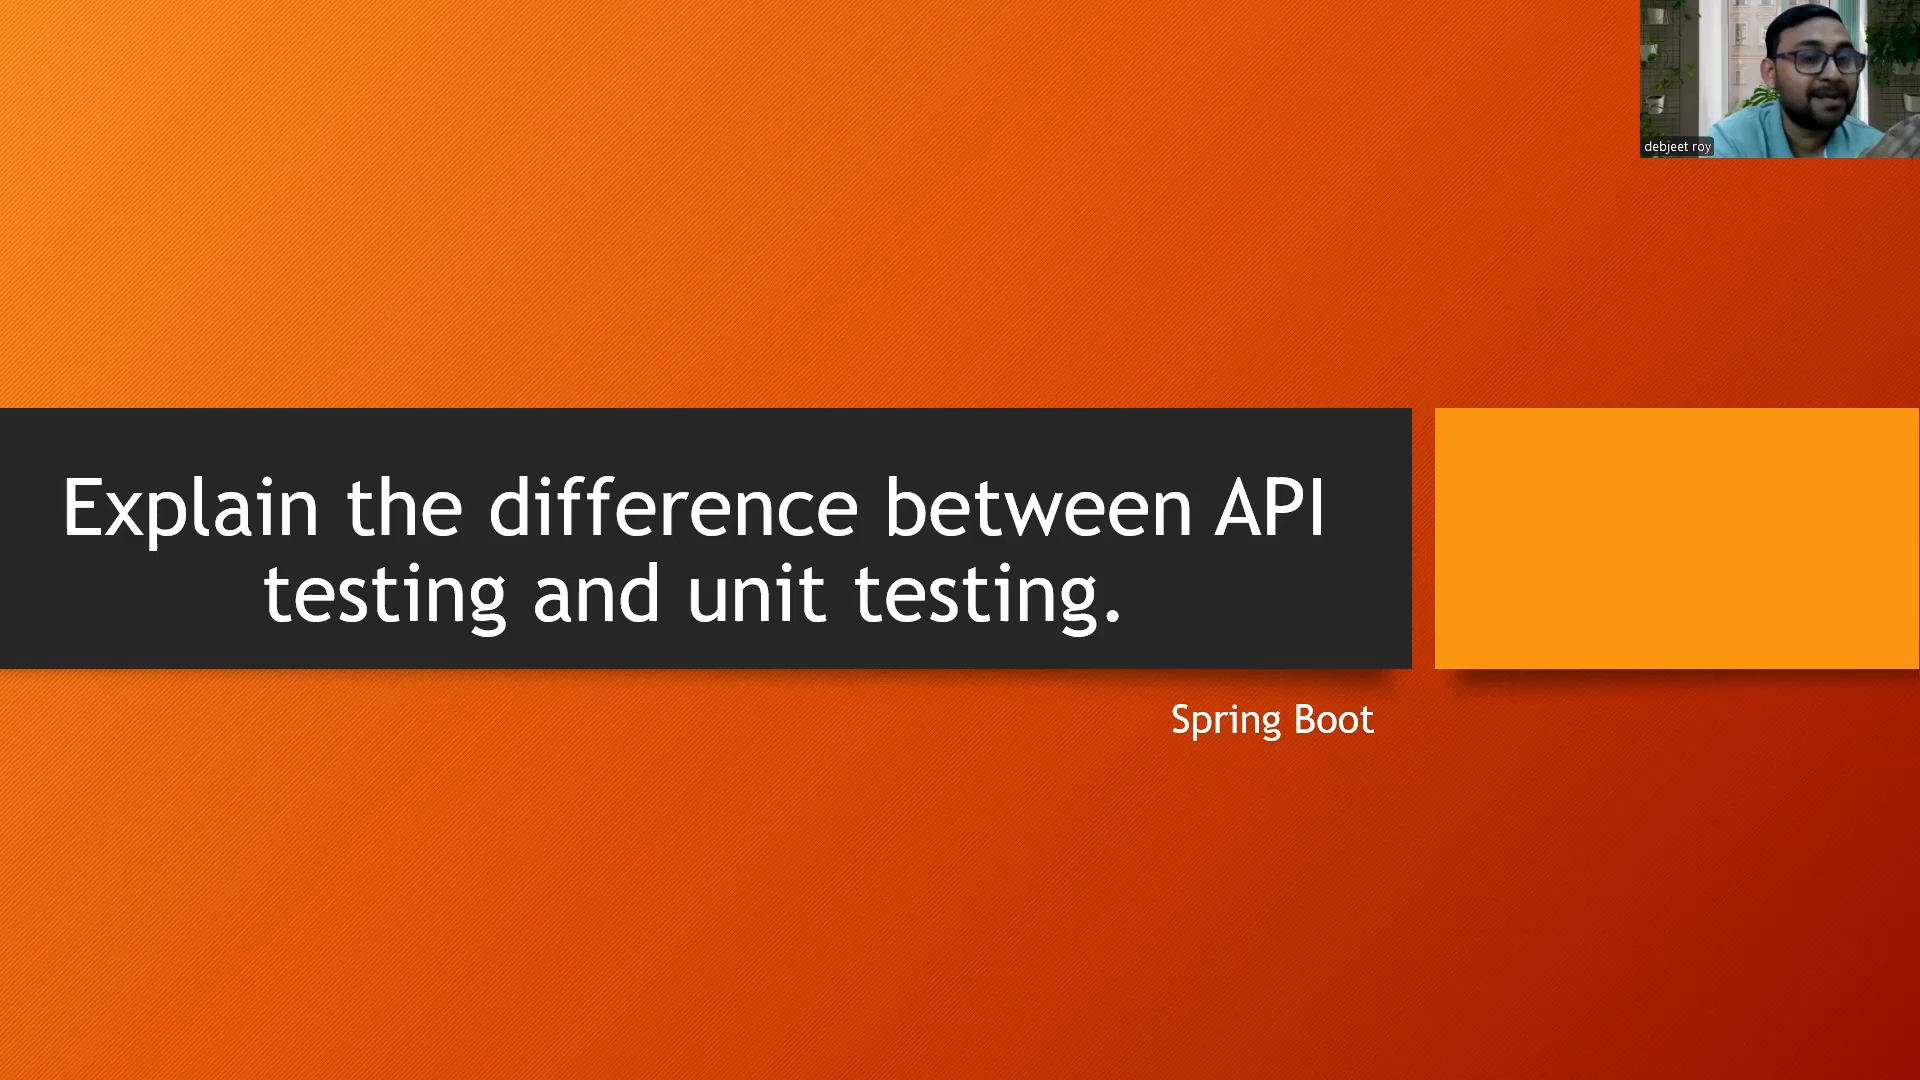 debjeet roy
Explain the difference between API
testing and unit testing.
Spring Boot